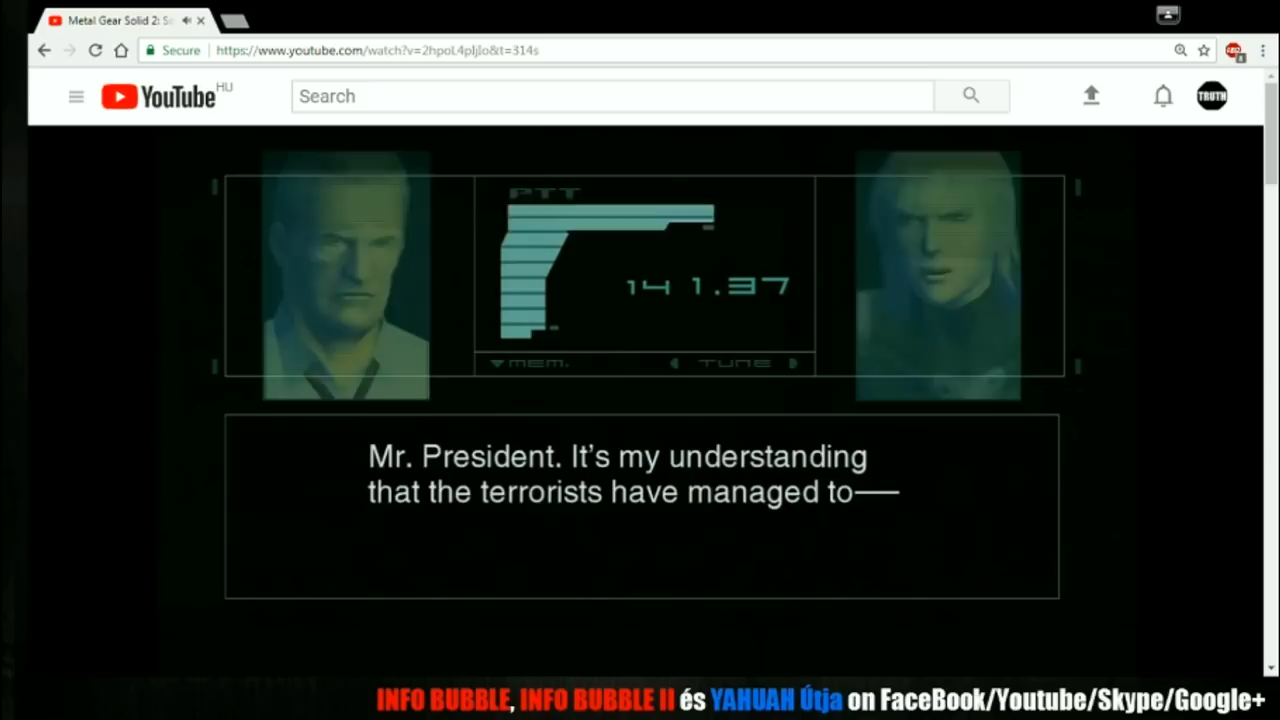 Metal Gear Solid 2: So
Secure
https://www.youtube.com/watch?v=2hpoL4pIjIo&t=314s
YouTube HU
Search
TRUTH
PTT
141.37
MEM.
TUNE
Mr. President. It's my understanding
that the terrorists have managed to——
INFO BUBBLE, INFO BUBBLE II és YAHUAH Útja on FaceBook/Youtube/Skype/Google+